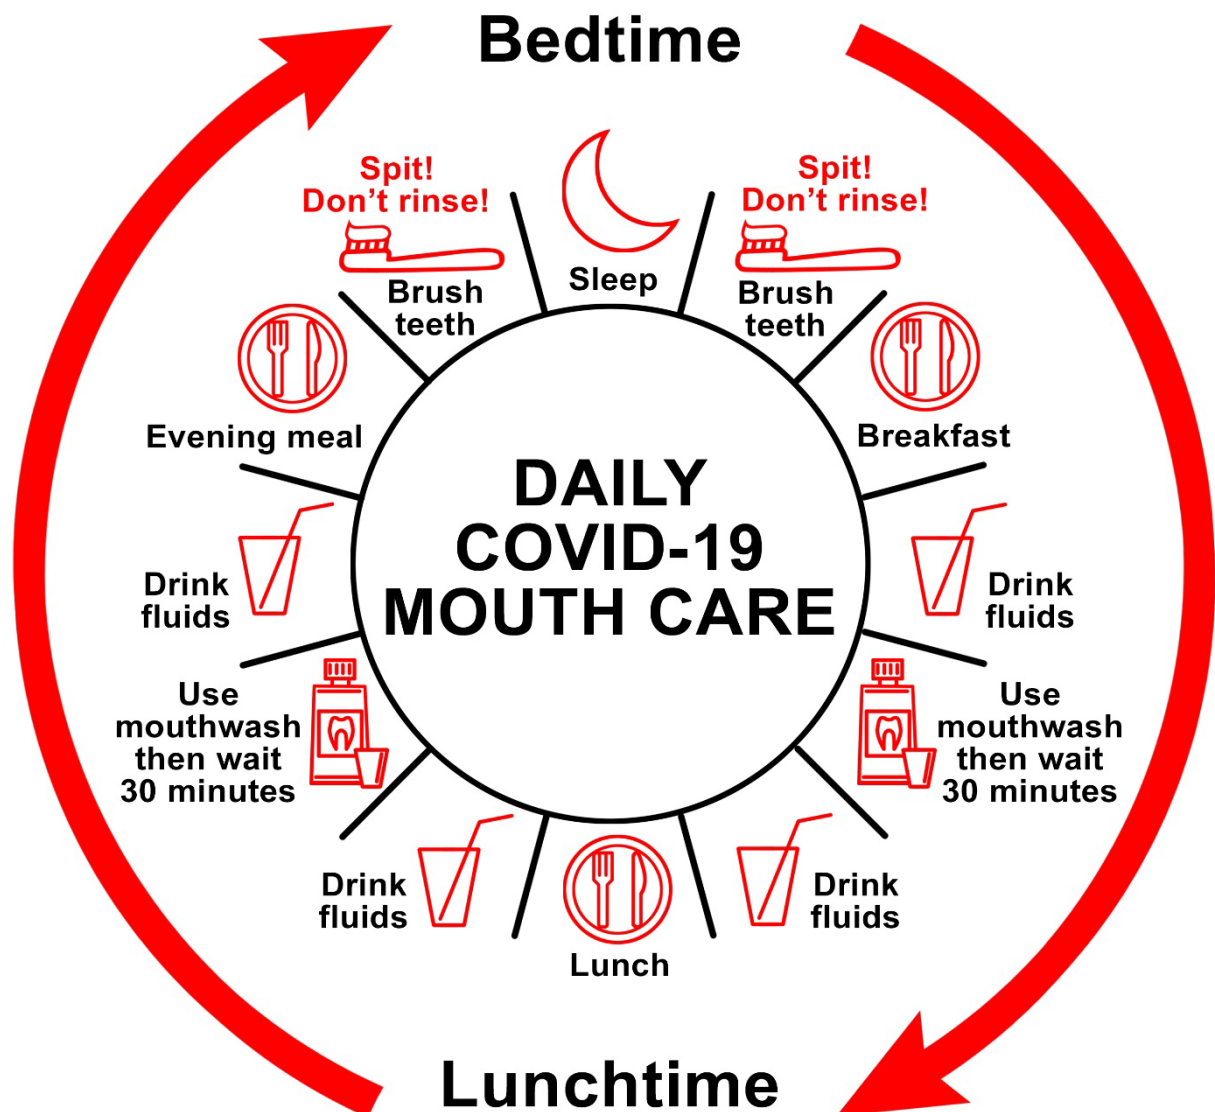 Bedtime
Sleep
Spit!
Don't rinse!
Brush
teeth
Breakfast
Drink
fluids
Use
mouthwash
then wait
30 minutes
Drink
fluids
Lunch
Lunchtime
Drink
fluids
Use
mouthwash
then wait
30 minutes
Drink
fluids
Evening meal
Spit!
Don't rinse!
Brush
teeth
DAILY
COVID-19
MOUTH CARE